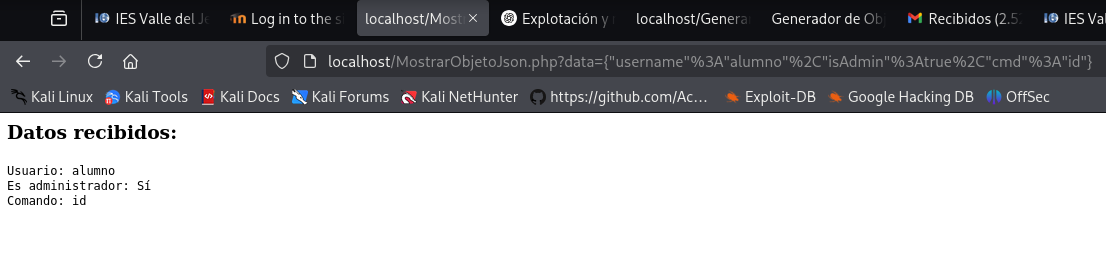 IES Valle del Je
Log in to the s
localhost/Most
Explotación y
localhost/Genera
Generador de Obj
Recibidos (2.52
IES Val
localhost/MostrarObjetoJson.php?data={"username"%3A"alumno"%2C"isAdmin"%3Atrue%2C"cmd"%3A"id"}
Kali Linux Kali Tools Kali Docs Kali Forums Kali NetHunter https://github.com/Ac... Exploit-DB Google Hacking DB OffSec
Datos recibidos:
Usuario: alumno
Es administrador: Sí
Comando: id